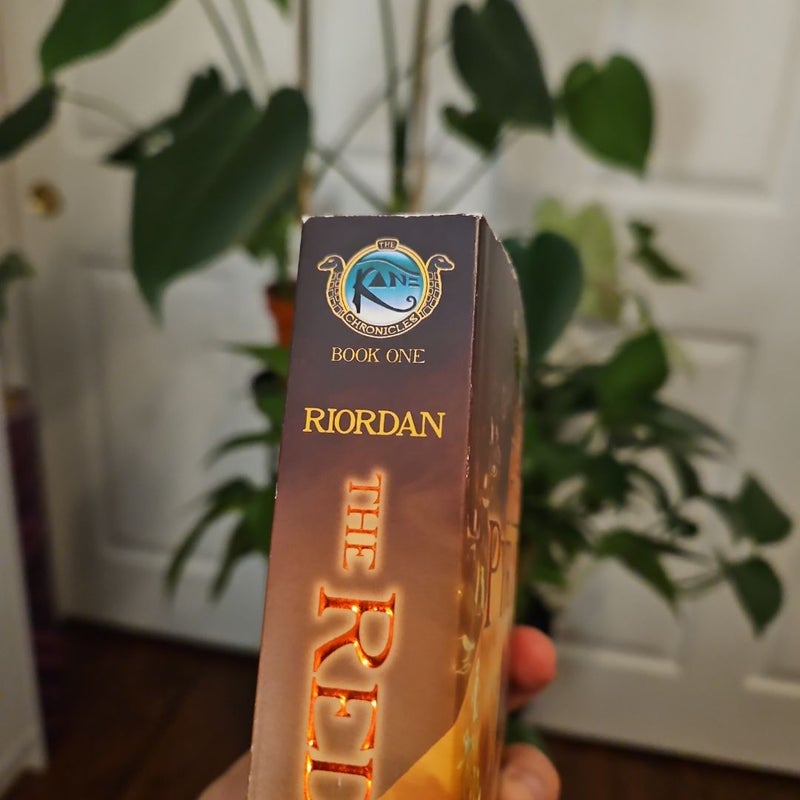 THE
KANE
CHRONICLES
BOOK ONE
RIORDAN
THE RED